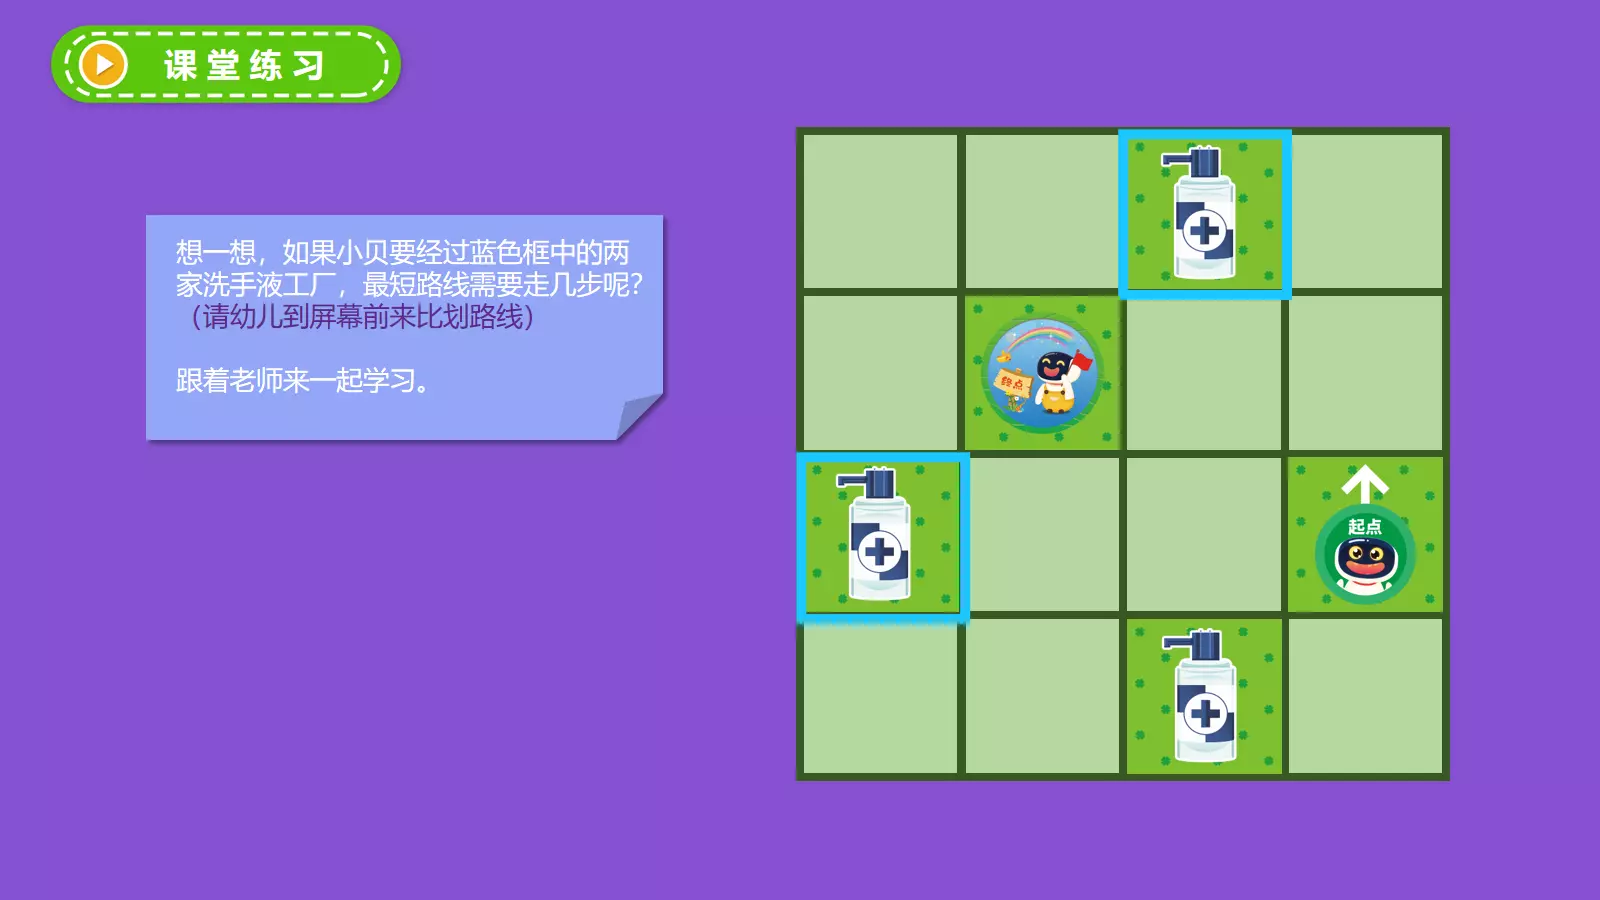 课堂练习
想一想，如果小贝要经过蓝色框中的两
家洗手液工厂，最短路线需要走几步呢？
（请幼儿到屏幕前来比划路线）
跟着老师来一起学习。
终点
起点